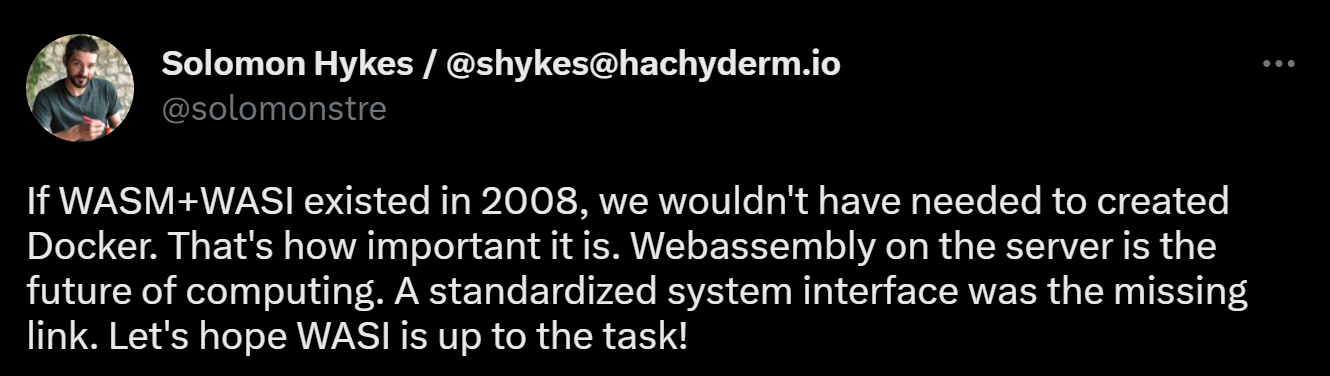 Solomon Hykes / @shykes@hachyderm.io
@solomonstre
If WASM+WASI existed in 2008, we wouldn't have needed to created
Docker. That's how important it is. Webassembly on the server is the
future of computing. A standardized system interface was the missing
link. Let's hope WASI is up to the task!